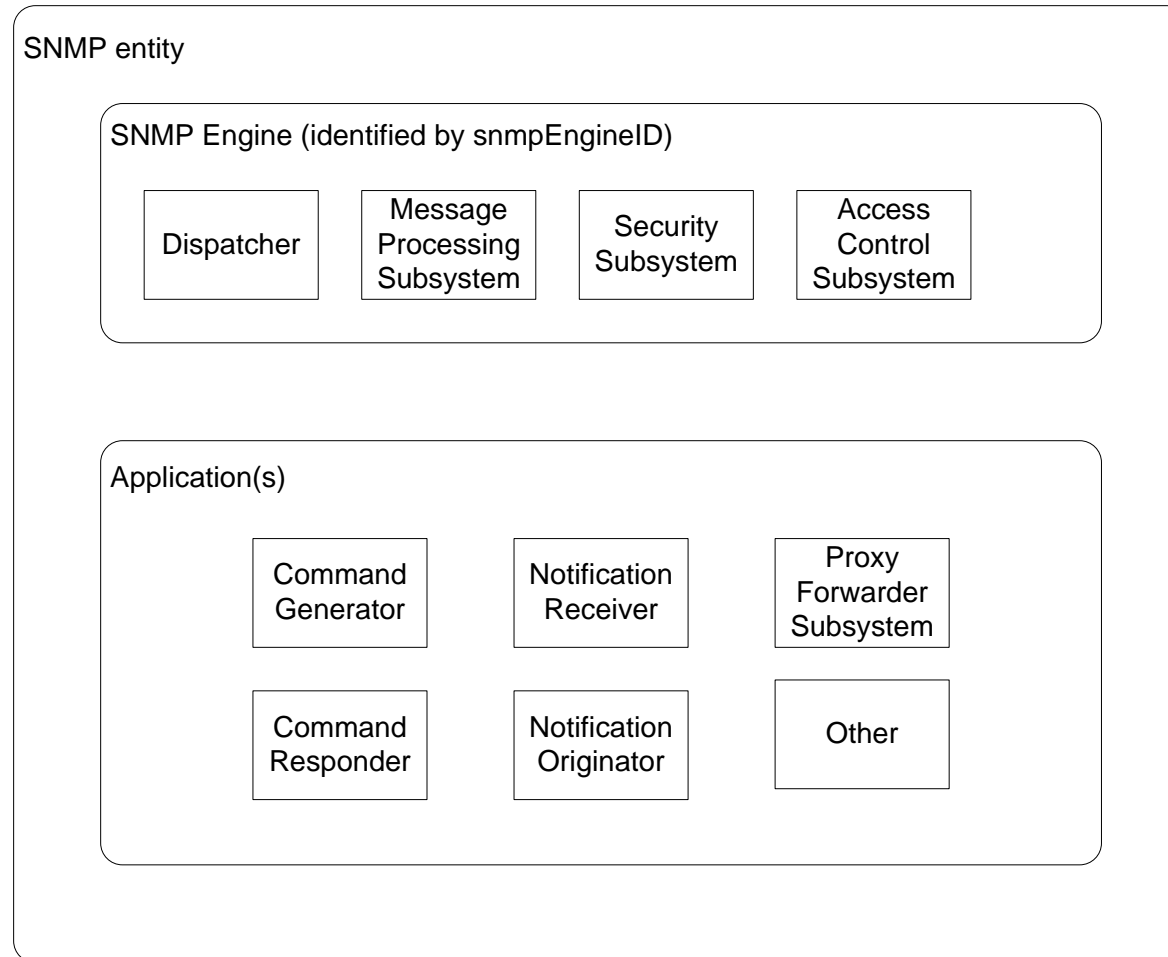 SNMP entity
SNMP Engine (identified by snmpEngineID)
Dispatcher
Message
Processing
Subsystem
Security
Subsystem
Access
Control
Subsystem
Application(s)
Command
Generator
Notification
Receiver
Proxy
Forwarder
Subsystem
Command
Responder
Notification
Originator
Other